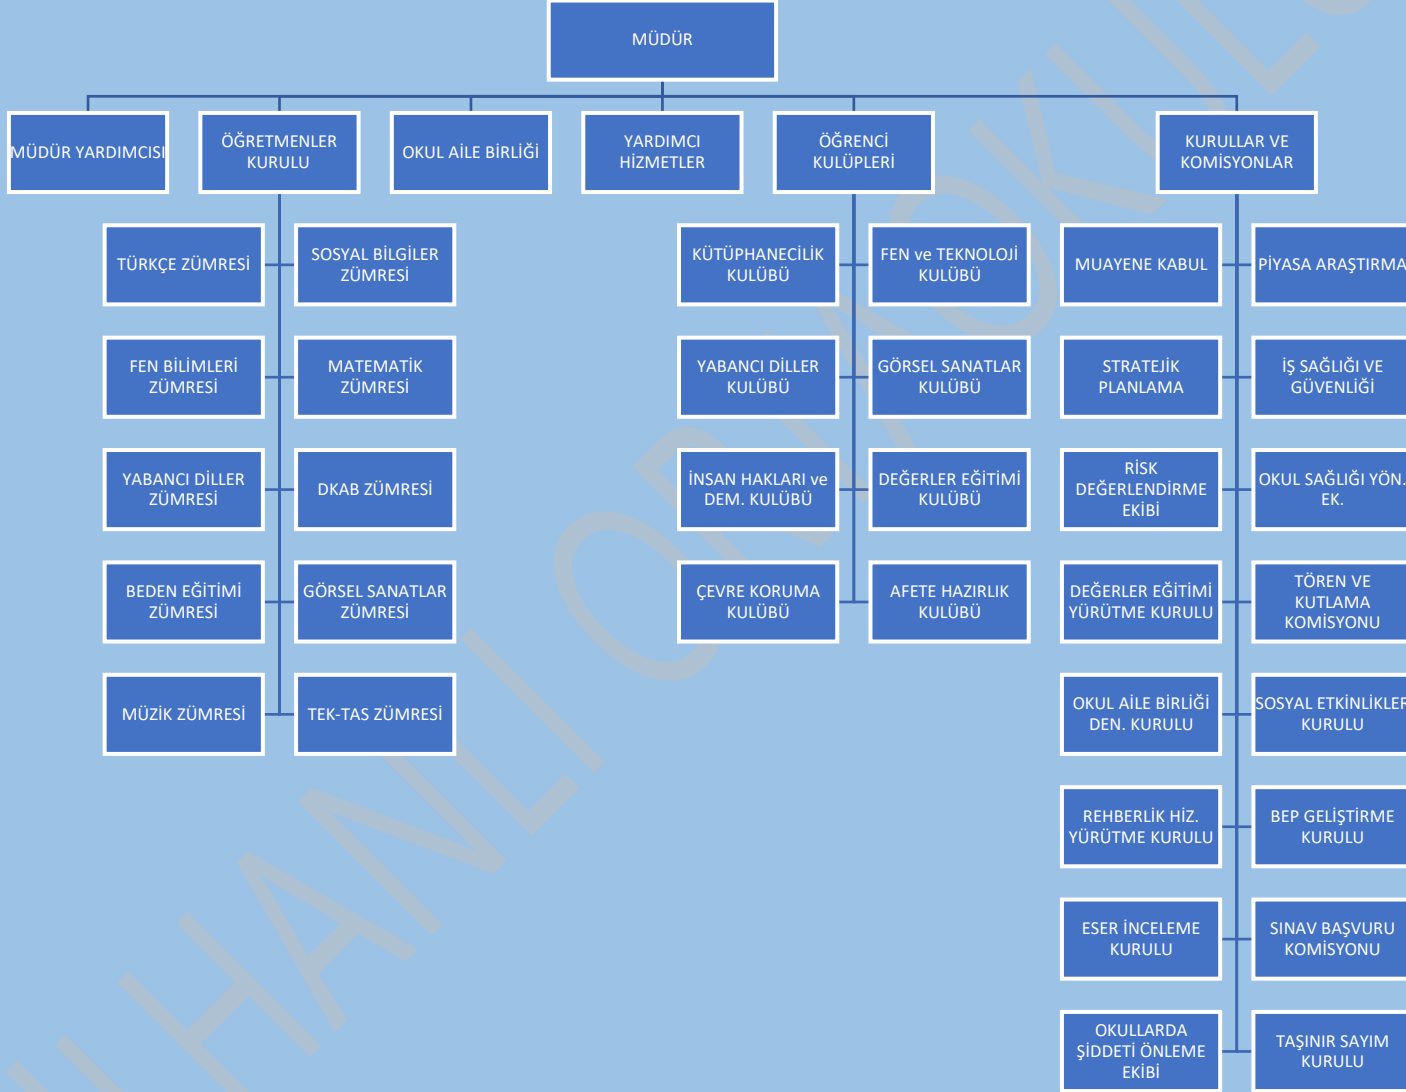 MÜDÜR
MÜDÜR YARDIMCISI
ÖĞRETMENLER
KURULU
OKUL AİLE BİRLİĞİ
YARDIMCI
HİZMETLER
ÖĞRENCİ
KULÜPLERİ
KURULLAR VE
KOMİSYONLAR
TÜRKÇE ZÜMRESİ
SOSYAL BİLGİLER
ZÜMRESİ
FEN BİLİMLERİ
ZÜMRESİ
MATEMATİK
ZÜMRESİ
YABANCI DİLLER
ZÜMRESİ
DKAB ZÜMRESİ
BEDEN EĞİTİMİ
ZÜMRESİ
GÖRSEL SANATLAR
ZÜMRESİ
MÜZİK ZÜMRESİ
TEK-TAS ZÜMRESİ
KÜTÜPHANECİLİK
KULÜBÜ
FEN ve TEKNOLOJİ
KULÜBÜ
YABANCI DİLLER
KULÜBÜ
GÖRSEL SANATLAR
KULÜBÜ
İNSAN HAKLARI ve
DEM. KULÜBÜ
DEĞERLER EĞİTİMİ
KULÜBÜ
ÇEVRE KORUMA
KULÜBÜ
AFETE HAZIRLIK
KULÜBÜ
MUAYENE KABUL
PİYASA ARAŞTIRMA
STRATEJİK
PLANLAMA
İŞ SAĞLIĞI VE
GÜVENLİĞİ
RİSK
DEĞERLENDİRME
EKİBİ
OKUL SAĞLIĞI YÖN.
EK.
DEĞERLER EĞİTİMİ
YÜRÜTME KURULU
TÖREN VE
KUTLAMA
KOMİSYONU
OKUL AİLE BİRLİĞİ
DEN. KURULU
SOSYAL ETKİNLİKLER
KURULU
REHBERLİK HİZ.
YÜRÜTME KURULU
BEP GELİŞTİRME
KURULU
ESER İNCELEME
KURULU
SINAV BAŞVURU
KOMİSYONU
OKULLARDA
ŞİDDETİ ÖNLEME
EKİBİ
TAŞINIR SAYIM
KURULU